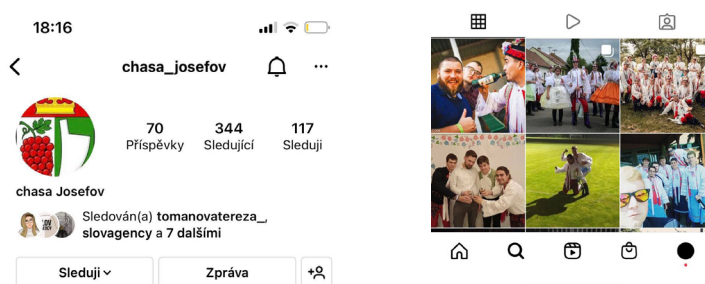 18:16
chasa_josefov
70 344 117
Příspěvky Sledující Sleduji
chasa Josefov
Sledován(a) tomanovatereza_,
slovagency a 7 dalšími
Sleduji Zpráva